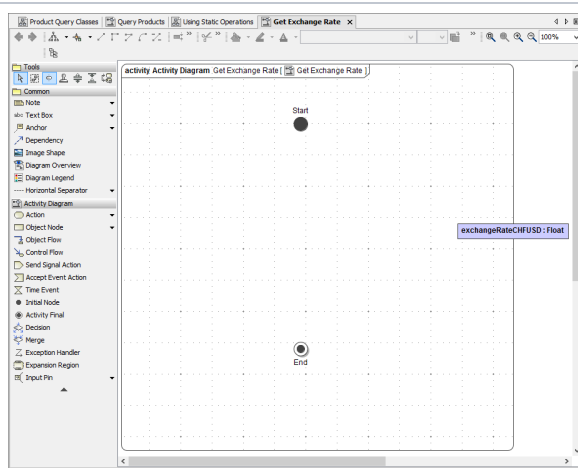 Product Query Classes
Query Products
Using Static Operations
Get Exchange Rate
100%
Tools
Common
Note
abc Text Box
Anchor
Dependency
Image Shape
Diagram Overview
Diagram Legend
Horizontal Separator
Activity Diagram
Action
Object Node
Object Flow
Control Flow
Send Signal Action
Accept Event Action
Time Event
Initial Node
Activity Final
Decision
Merge
Exception Handler
Expansion Region
Input Pin
activity Activity Diagram [Get Exchange Rate [ Get Exchange Rate ]
Start
exchangeRateCHFUSD : Float
End